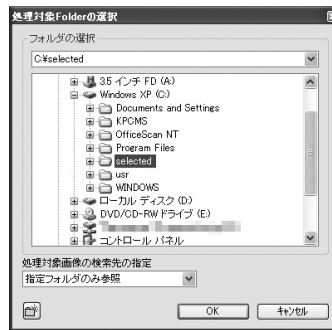 処理対象Folderの選択
フォルダの選択
C:¥selected
3.5 インチ FD (A:)
Windows XP (C:)
Documents and Settings
KPCMS
OfficeScan NT
Program Files
selected
usr
WINDOWS
ローカル ディスク (D:)
DVD/CD-RW ドライブ (E:)
コントロール パネル
処理対象画像の検索先の指定
指定フォルダのみ参照
OK キャンセル